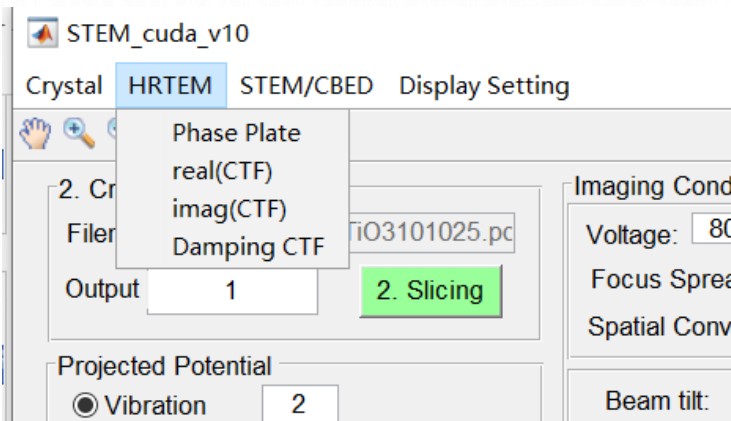 STEM_cuda_v10
Crystal HRTEM STEM/CBED Display Setting
Phase Plate
real(CTF)
imag(CTF)
Damping CTF
2. Cr
Filer
TiO3101025.pc
Output 1 2. Slicing
Projected Potential
Vibration 2
Imaging Cond
Voltage: 80
Focus Sprea
Spatial Conv
Beam tilt: